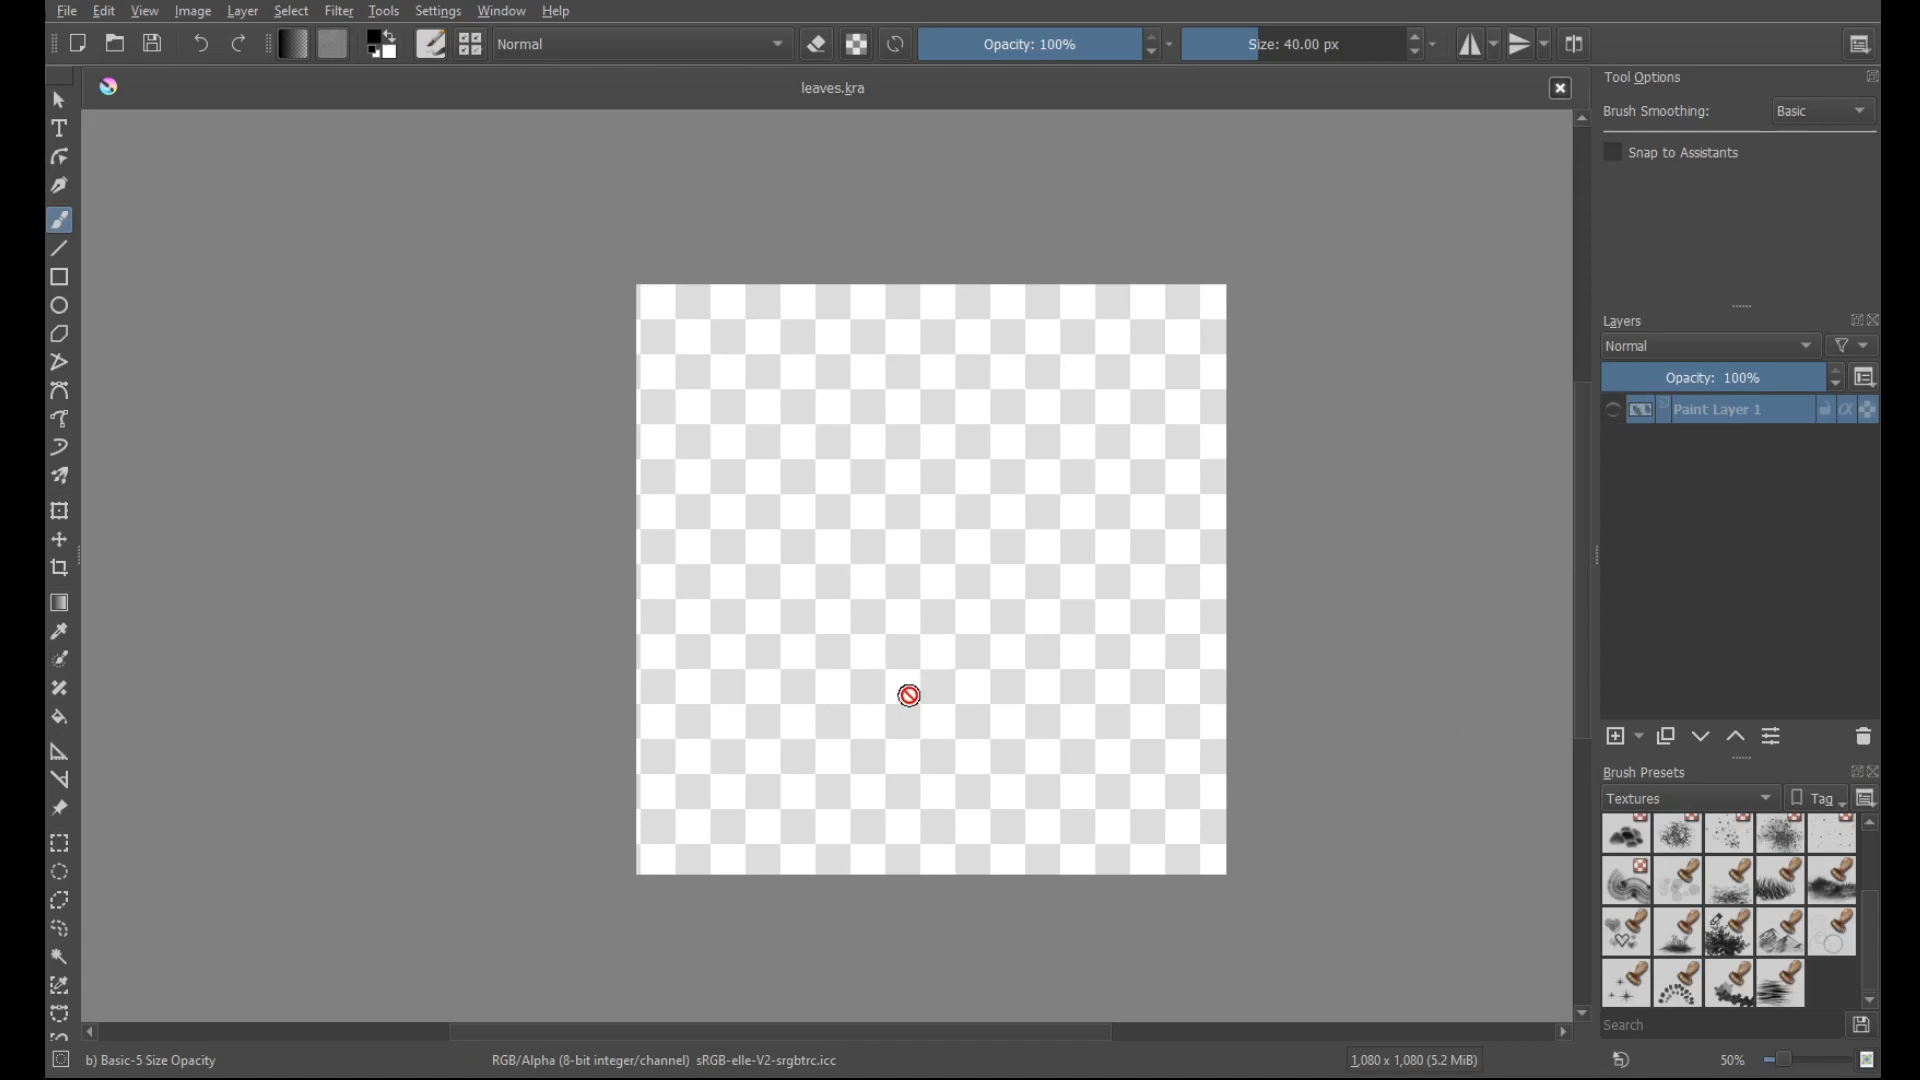 File Edit View Image Layer Select Filter Tools Settings Window Help
Normal Opacity: 100% Size: 40.00 px
leaves.kra
Tool Options
Brush Smoothing: Basic
Snap to Assistants
Layers
Normal
Opacity: 100%
Paint Layer 1
Brush Presets
Textures Tag
Search
b) Basic-5 Size Opacity RGB/Alpha (8-bit integer/channel) sRGB-elle-V2-srgbtrc.icc 1,080 x 1,080 (5.2 MiB) 50%